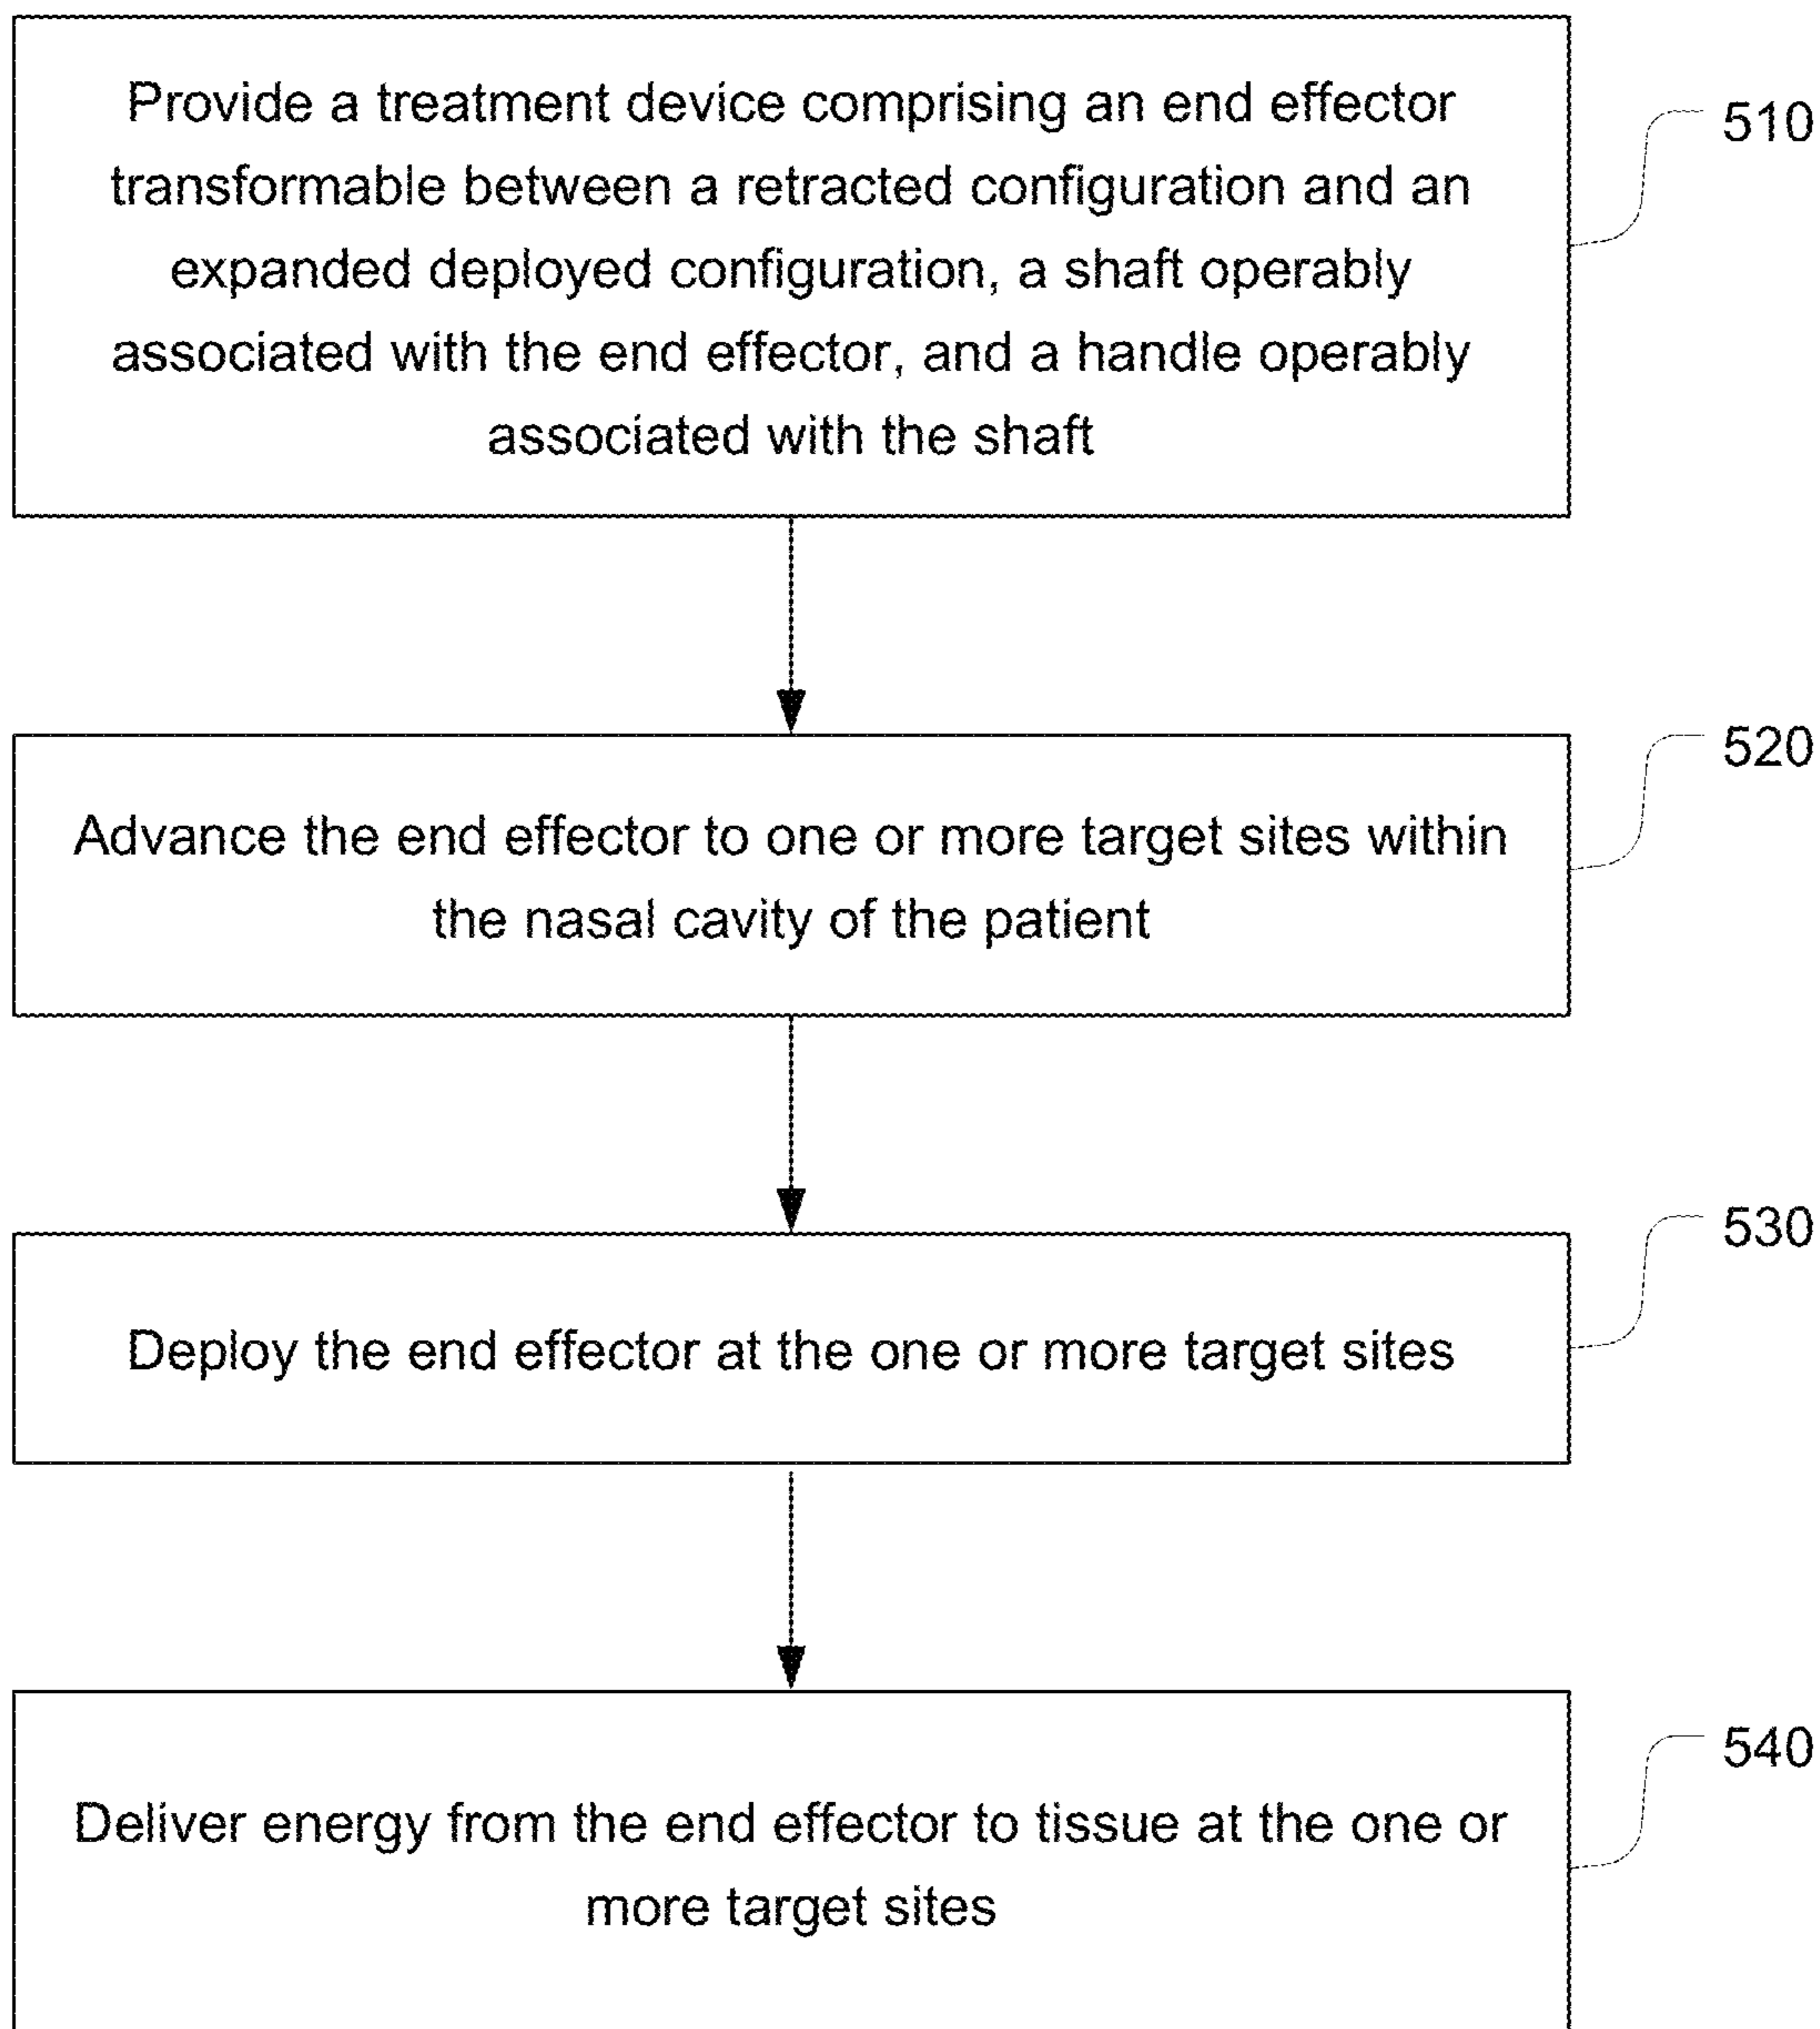 Provide a treatment device comprising an end effector
transformable between a retracted configuration and an
expanded deployed configuration, a shaft operably
associated with the end effector, and a handle operably
associated with the shaft
510
Advance the end effector to one or more target sites within
the nasal cavity of the patient
520
Deploy the end effector at the one or more target sites
530
Deliver energy from the end effector to tissue at the one or
more target sites
540